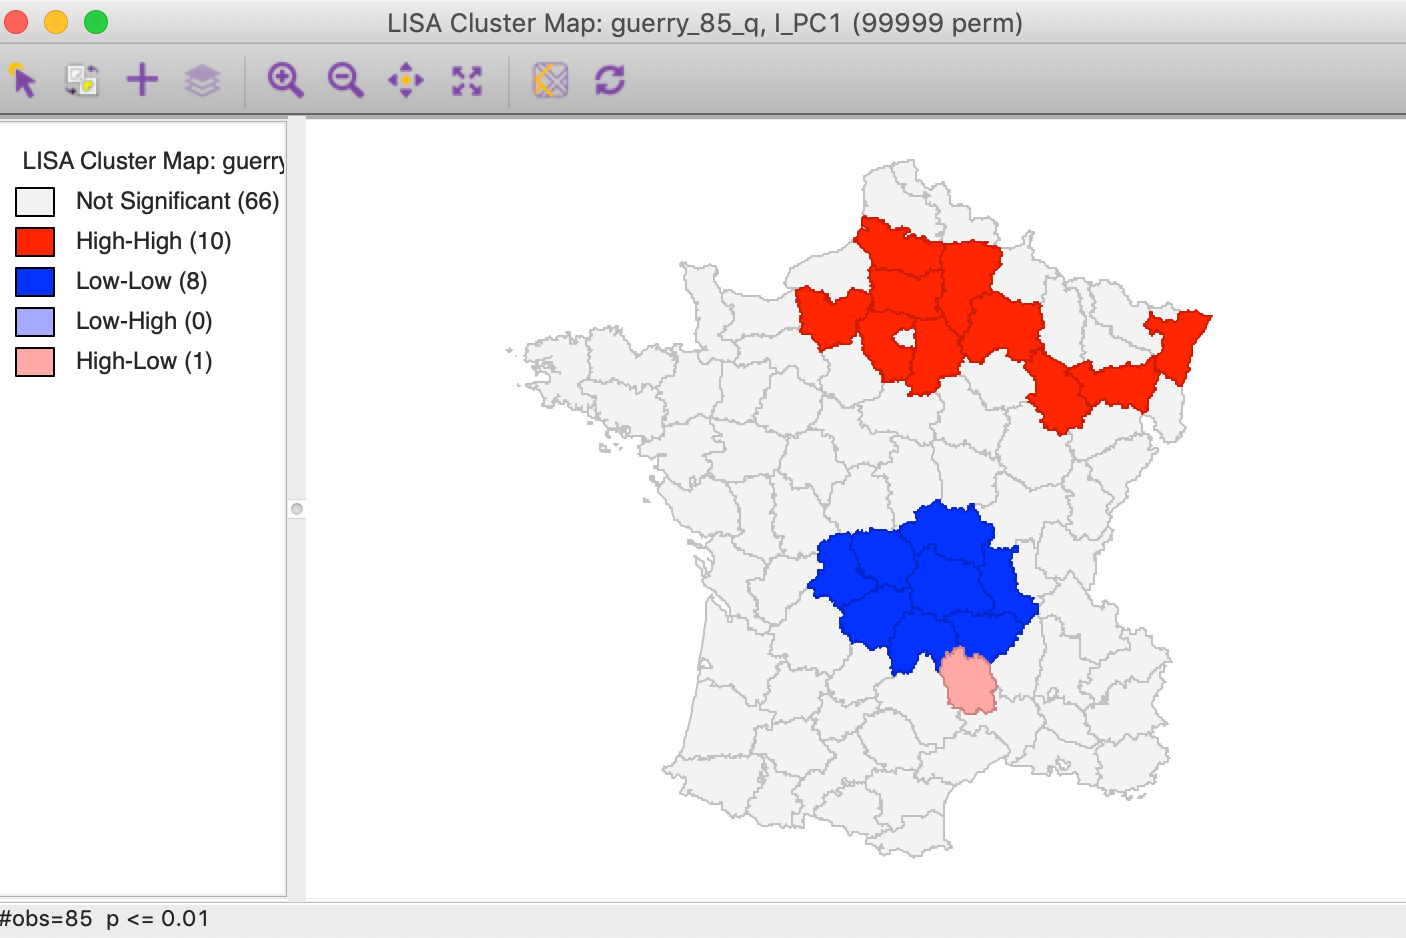 LISA Cluster Map: guerry_85_q, I_PC1 (99999 perm)
LISA Cluster Map: guerry
Not Significant (66)
High-High (10)
Low-Low (8)
Low-High (0)
High-Low (1)
#obs=85 p <= 0.01